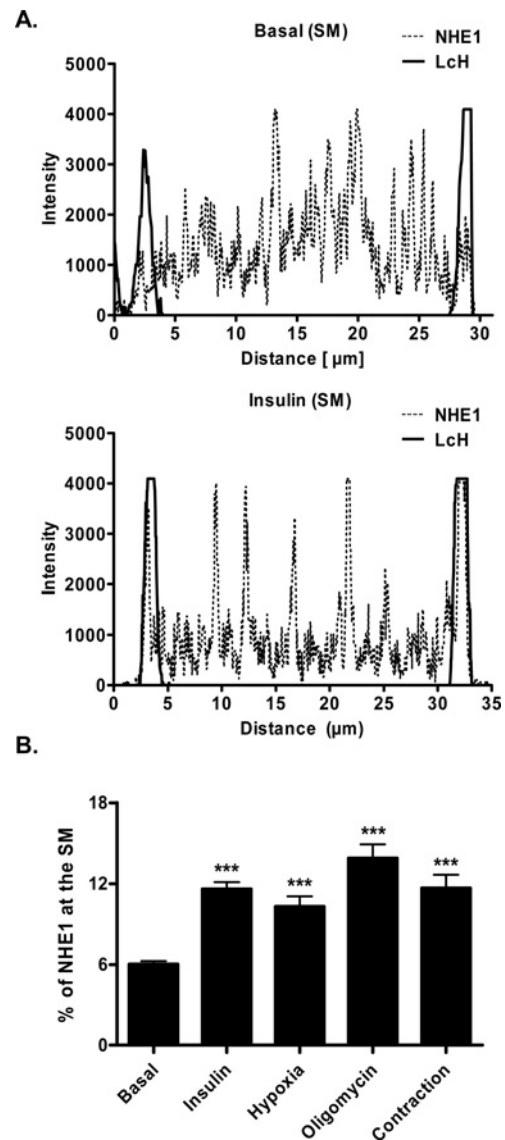 A.
Basal (SM)
NHE1
LcH
5000
4000
3000
2000
1000
0
Intensity
0 5 10 15 20 25 30
Distance [ µm]
Insulin (SM)
NHE1
LcH
5000
4000
3000
2000
1000
0
Intensity
0 5 10 15 20 25 30 35
Distance (µm)
B.
18
12
6
0
% of NHE1 at the SM
*** *** *** ***
Basal Insulin Hypoxia Oligomycin Contraction